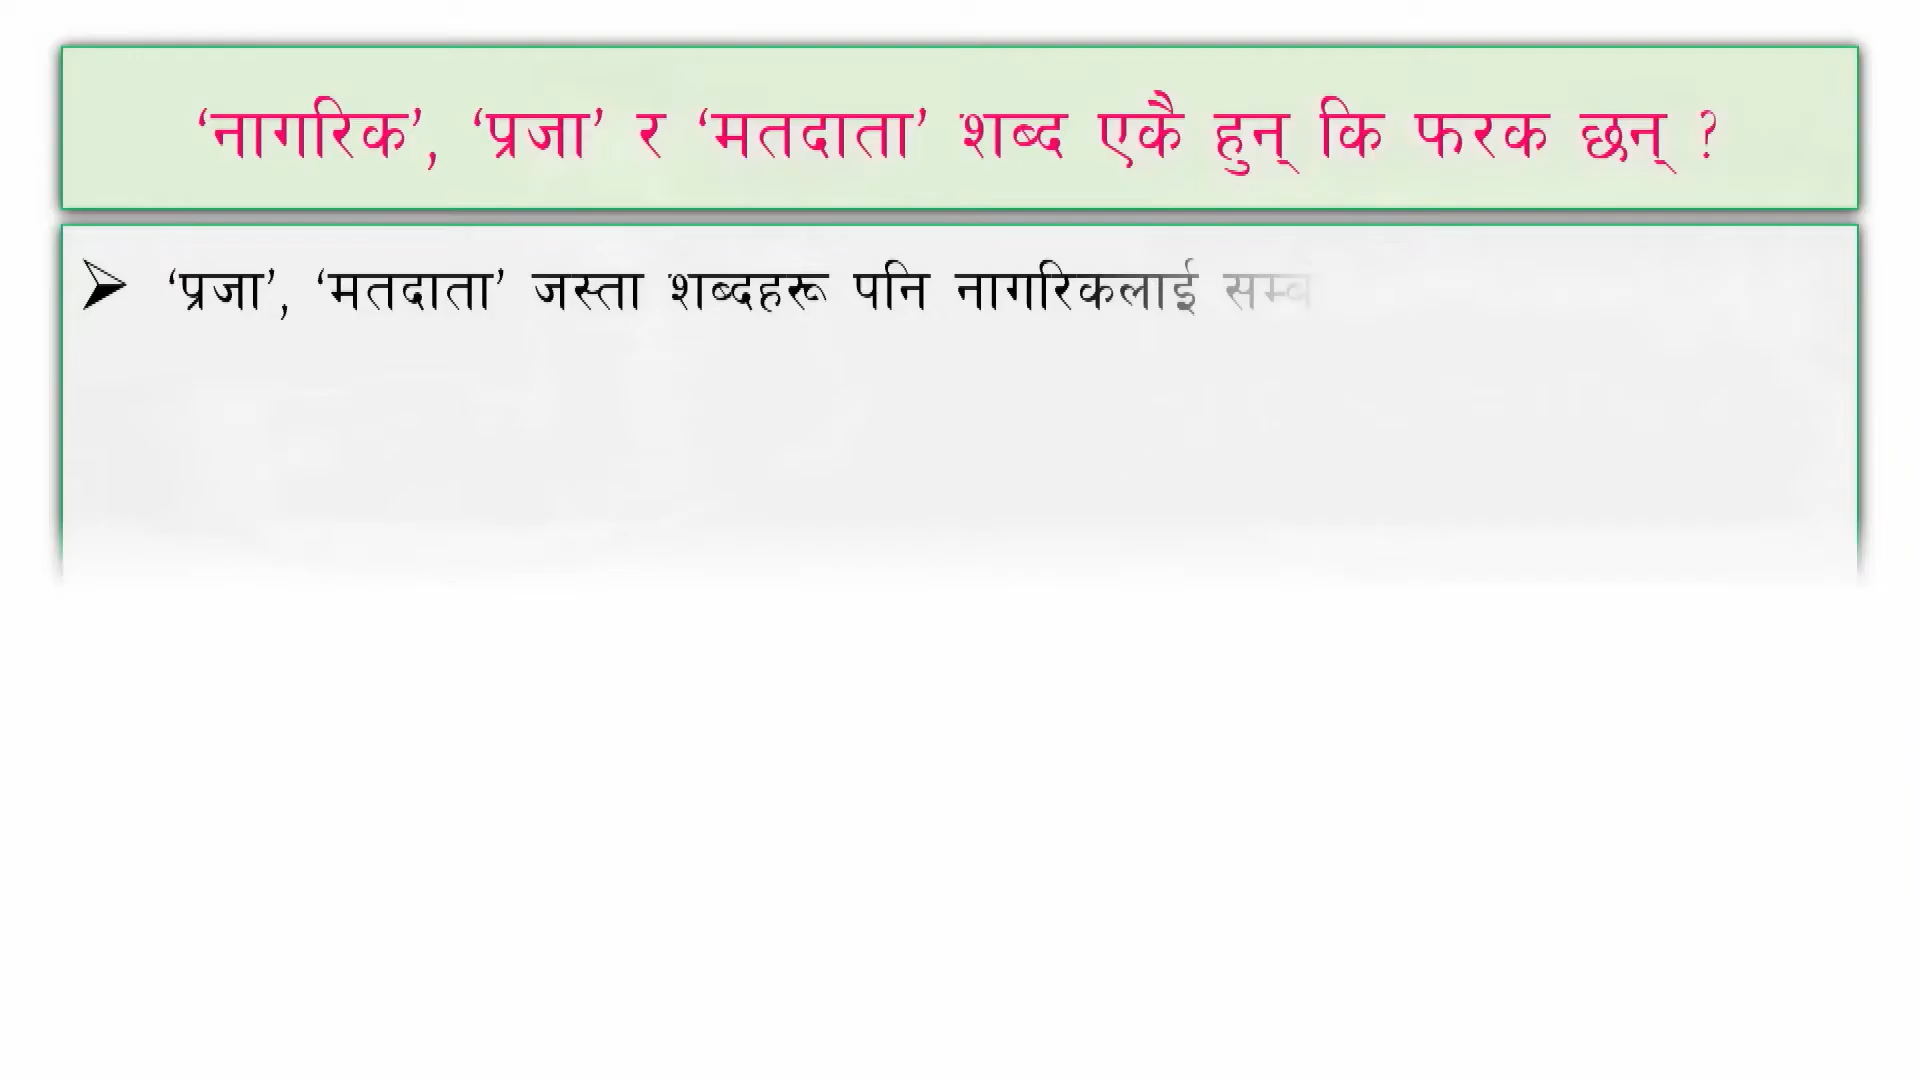 ‘नागरिक’, ‘प्रजा’ र ‘मतदाता’ शब्द एकै हुन् कि फरक छन् ?
‘प्रजा’, ‘मतदाता’ जस्ता शब्दहरू पनि नागरिकलाई